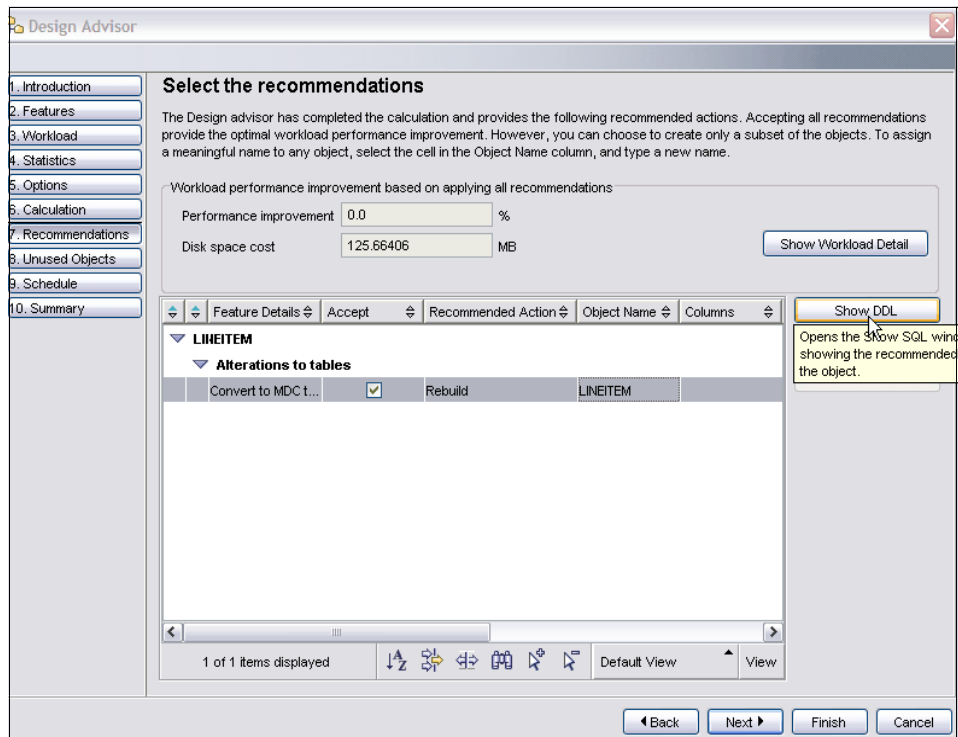 Design Advisor
1. Introduction
2. Features
3. Workload
4. Statistics
5. Options
6. Calculation
7. Recommendations
8. Unused Objects
9. Schedule
10. Summary
Select the recommendations
The Design advisor has completed the calculation and provides the following recommended actions. Accepting all recommendations
provide the optimal workload performance improvement. However, you can choose to create only a subset of the objects. To assign
a meaningful name to any object, select the cell in the Object Name column, and type a new name.
Workload performance improvement based on applying all recommendations
Performance improvement 0.0 %
Disk space cost 125.66406 MB
Show Workload Detail
Feature Details Accept Recommended Action Object Name Columns
Show DDL
LINEITEM
Alterations to tables
Convert to MDC t... Rebuild LINEITEM
Opens the Show SQL wind
showing the recommended
the object.
1 of 1 items displayed
Default View
View
Back
Next
Finish
Cancel